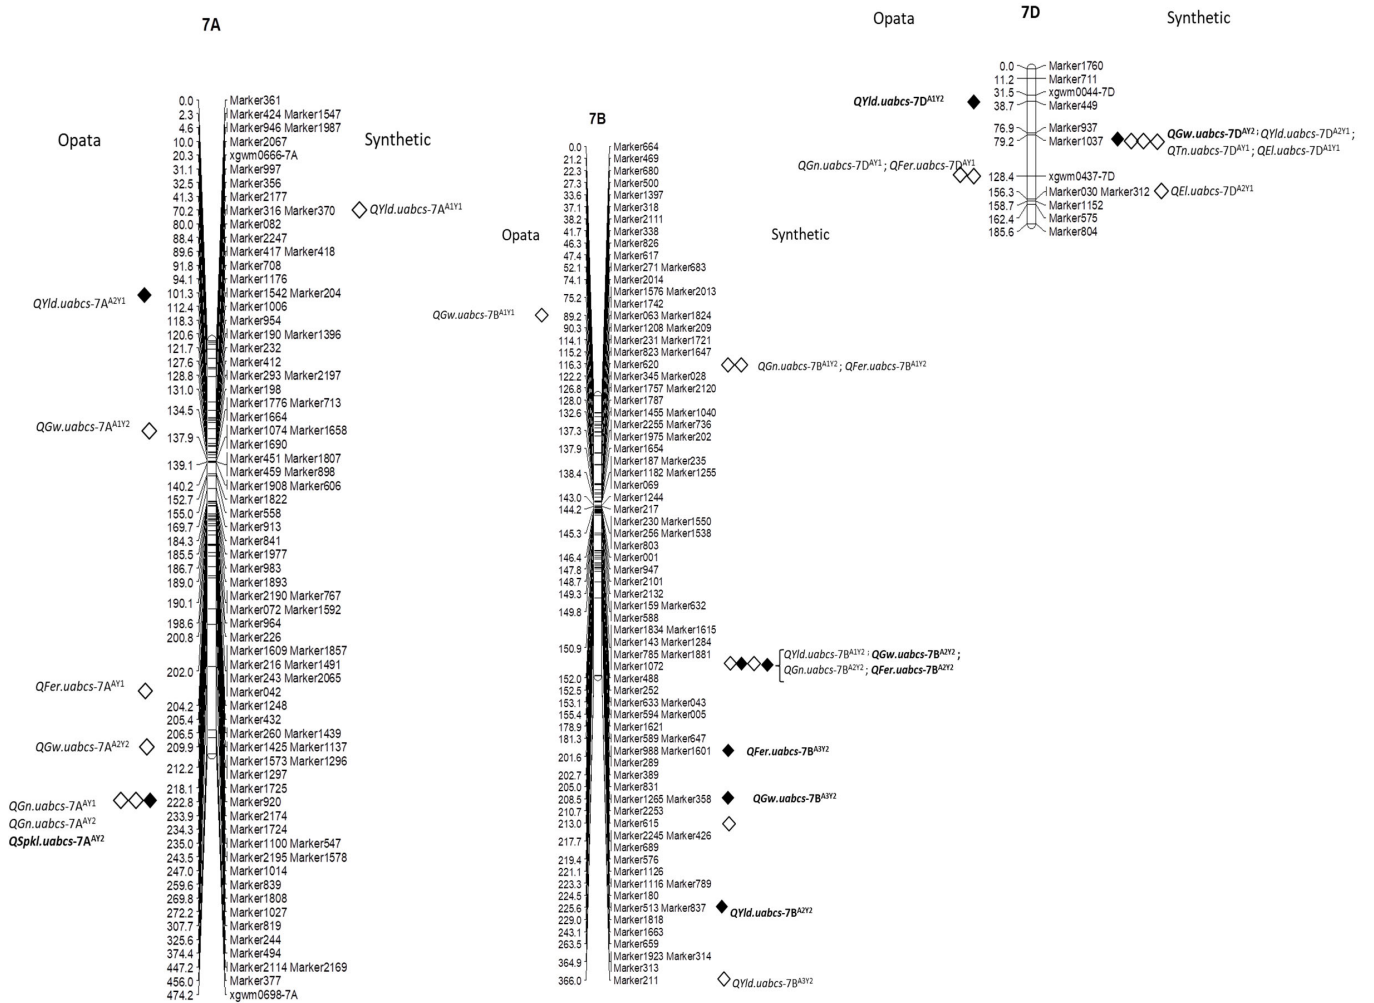 7A
Opata
Synthetic
0.0 Marker361
2.3 Marker424 Marker1547
4.6 Marker946 Marker1987
10.0 Marker2067
20.3 xgwm0666-7A
31.1 Marker997
32.5 Marker356
41.3 Marker2177
70.2 Marker316 Marker370
80.0 Marker082
88.4 Marker2247
89.6 Marker417 Marker418
91.8 Marker708
94.1 Marker1176
101.3 Marker1542 Marker204
112.4 Marker1006
118.3 Marker954
120.6 Marker190 Marker1396
121.7 Marker232
127.6 Marker412
128.8 Marker293 Marker2197
131.0 Marker198
Marker1776 Marker713
134.5
Marker1664
Marker1074 Marker1658
137.9
Marker1690
Marker451 Marker1807
139.1
Marker459 Marker898
140.2 Marker1908 Marker606
152.7 Marker1822
155.0 Marker558
169.7 Marker913
184.3 Marker841
185.5 Marker1977
186.7 Marker983
189.0 Marker1893
Marker2190 Marker767
190.1
Marker072 Marker1592
198.6 Marker964
200.8 Marker226
Marker1609 Marker1857
Marker216 Marker1491
202.0
Marker243 Marker2065
Marker042
204.2 Marker1248
205.4 Marker432
206.5 Marker260 Marker1439
209.9 Marker1425 Marker1137
Marker1573 Marker1296
212.2
Marker1297
218.1 Marker1725
222.8 Marker920
233.9 Marker2174
234.3 Marker1724
235.0 Marker1100 Marker547
243.5 Marker2195 Marker1578
247.0 Marker1014
259.6 Marker839
269.8 Marker1808
272.2 Marker1027
307.7 Marker819
325.6 Marker244
374.4 Marker494
447.2 Marker2114 Marker2169
456.0 Marker377
474.2 xgwm0698-7A
QYld.uabcs-7A^A1Y1
QYld.uabcs-7A^A2Y1
QGw.uabcs-7A^A1Y2
QFer.uabcs-7A^AY1
QGw.uabcs-7A^A2Y2
QGn.uabcs-7A^AY1
QGn.uabcs-7A^AY2
QSpkl.uabcs-7A^AY2
7B
Opata
Synthetic
0.0 Marker664
21.2 Marker469
22.3 Marker680
27.3 Marker500
33.6 Marker1397
37.1 Marker318
38.2 Marker2111
41.7 Marker338
46.3 Marker826
47.4 Marker617
52.1 Marker271 Marker683
74.1 Marker2014
Marker1576 Marker2013
75.2
Marker1742
89.2 Marker063 Marker1824
90.3 Marker1208 Marker209
114.1 Marker231 Marker1721
115.2 Marker823 Marker1647
116.3 Marker620
122.2 Marker345 Marker028
126.8 Marker1757 Marker2120
128.0 Marker1787
132.6 Marker1455 Marker1040
Marker2255 Marker736
137.3
Marker1975 Marker202
137.9 Marker1654
Marker187 Marker235
138.4 Marker1182 Marker1255
Marker069
143.0 Marker1244
144.2 Marker217
Marker230 Marker1550
145.3 Marker256 Marker1538
Marker803
146.4 Marker001
147.8 Marker947
148.7 Marker2101
149.3 Marker2132
Marker159 Marker632
149.8
Marker588
Marker1834 Marker1615
Marker143 Marker1284
150.9
Marker785 Marker1881
Marker1072
152.0 Marker488
152.5 Marker252
153.1 Marker633 Marker043
155.4 Marker594 Marker005
178.9 Marker1621
181.3 Marker589 Marker647
Marker988 Marker1601
201.6
Marker289
202.7 Marker389
205.0 Marker831
208.5 Marker1265 Marker358
210.7 Marker2253
213.0 Marker615
Marker2245 Marker426
217.7
Marker689
219.4 Marker576
221.1 Marker1126
223.3 Marker1116 Marker789
224.5 Marker180
225.6 Marker513 Marker837
229.0 Marker1818
243.1 Marker1663
263.5 Marker659
Marker1923 Marker314
364.9
Marker313
366.0 Marker211
QGw.uabcs-7B^A1Y1
QGn.uabcs-7B^A1Y2 ; QFer.uabcs-7B^A1Y2
QYld.uabcs-7B^A1Y2 ; QGw.uabcs-7B^A2Y2 ;
QGn.uabcs-7B^A2Y2 ; QFer.uabcs-7B^A2Y2
QFer.uabcs-7B^A3Y2
QGw.uabcs-7B^A3Y2
QYld.uabcs-7B^A2Y2
QYld.uabcs-7B^A3Y2
7D
Opata
Synthetic
0.0 Marker1760
11.2 Marker711
31.5 xgwm0044-7D
38.7 Marker449
76.9 Marker937
79.2 Marker1037
128.4 xgwm0437-7D
156.3 Marker030 Marker312
158.7 Marker1152
162.4 Marker575
185.6 Marker804
QYld.uabcs-7D^A1Y2
QGn.uabcs-7D^AY1 ; QFer.uabcs-7D^AY1
QGw.uabcs-7D^AY2 ; QYld.uabcs-7D^A2Y1 ;
QTn.uabcs-7D^AY1 ; QEl.uabcs-7D^A1Y1
QEl.uabcs-7D^A2Y1